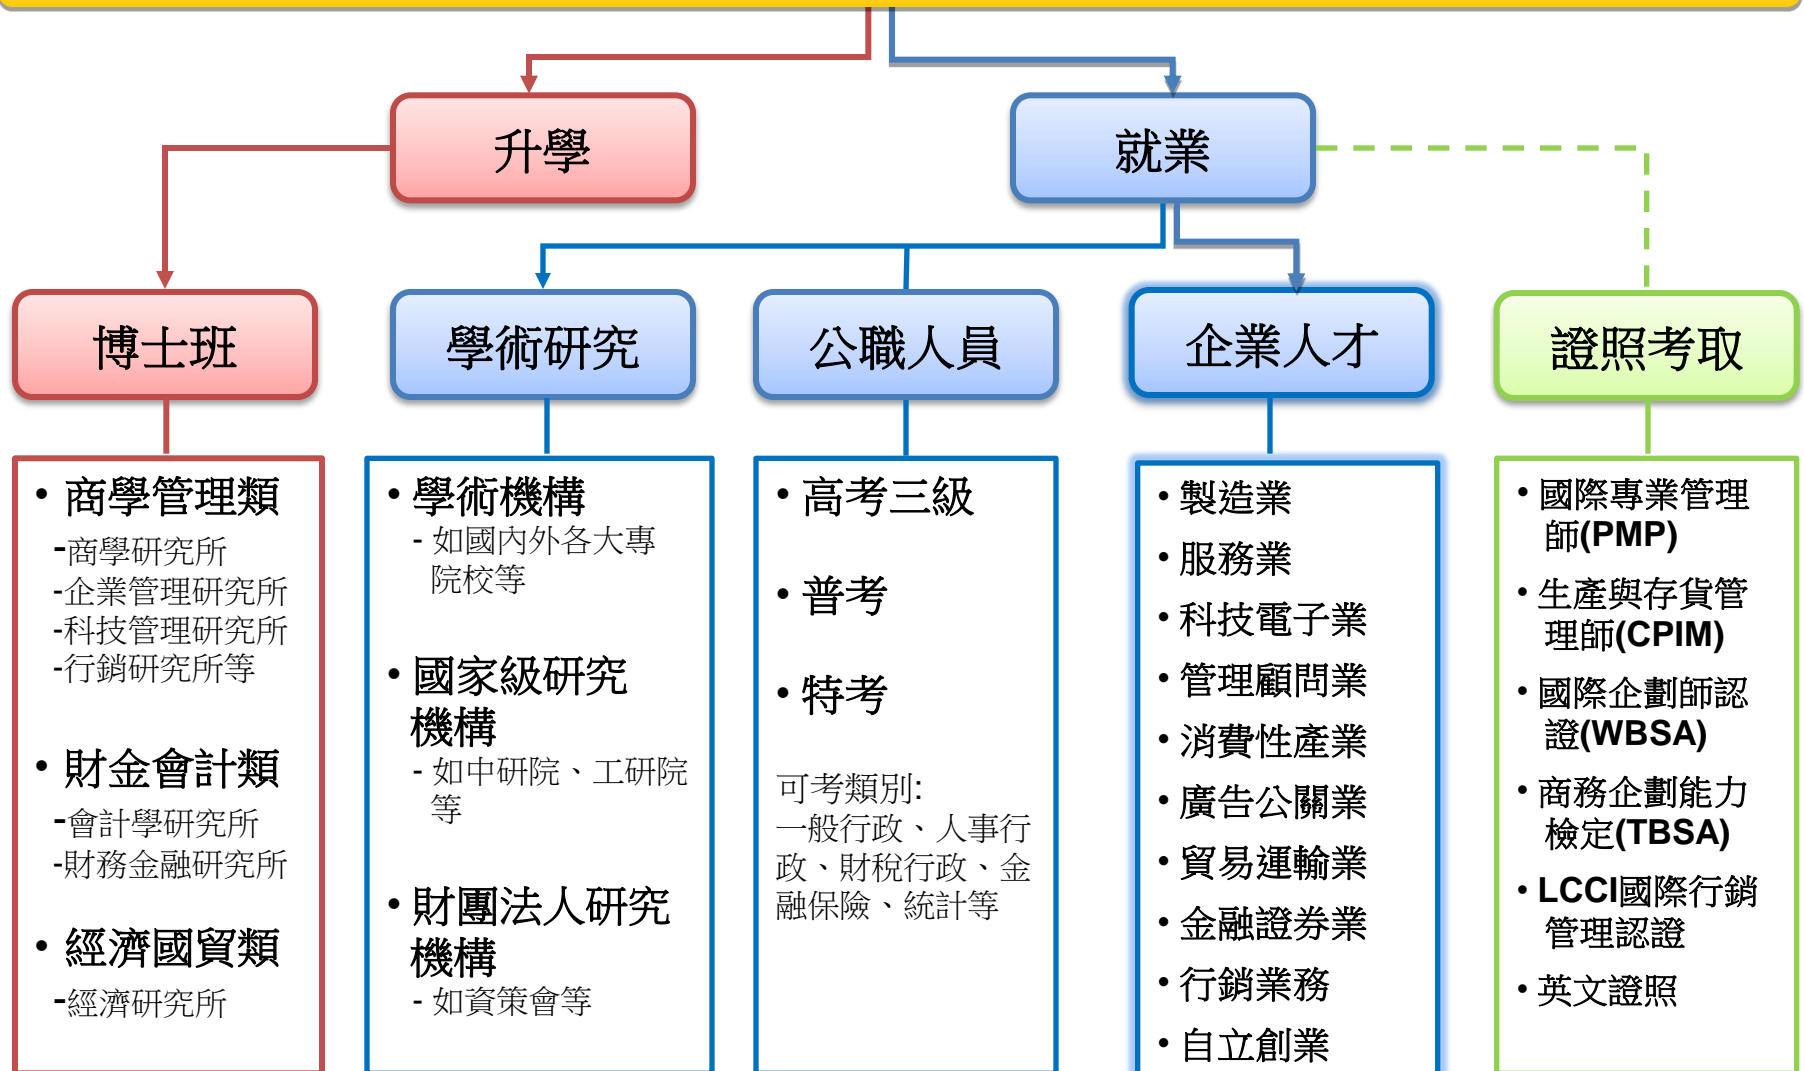 升學
就業
博士班
學術研究
公職人員
企業人才
證照考取
• 商學管理類
-商學研究所
-企業管理研究所
-科技管理研究所
-行銷研究所等
• 財金會計類
-會計學研究所
-財務金融研究所
• 經濟國貿類
-經濟研究所
• 學術機構
- 如國內外各大專
院校等
• 國家級研究
機構
- 如中研院、工研院
等
• 財團法人研究
機構
- 如資策會等
• 高考三級
• 普考
• 特考
可考類別:
一般行政、人事行
政、財稅行政、金
融保險、統計等
• 製造業
• 服務業
• 科技電子業
• 管理顧問業
• 消費性產業
• 廣告公關業
• 貿易運輸業
• 金融證券業
• 行銷業務
• 自立創業
• 國際專業管理
師(PMP)
• 生產與存貨管
理師(CPIM)
• 國際企劃師認
證(WBSA)
• 商務企劃能力
檢定(TBSA)
• LCCI國際行銷
管理認證
• 英文證照